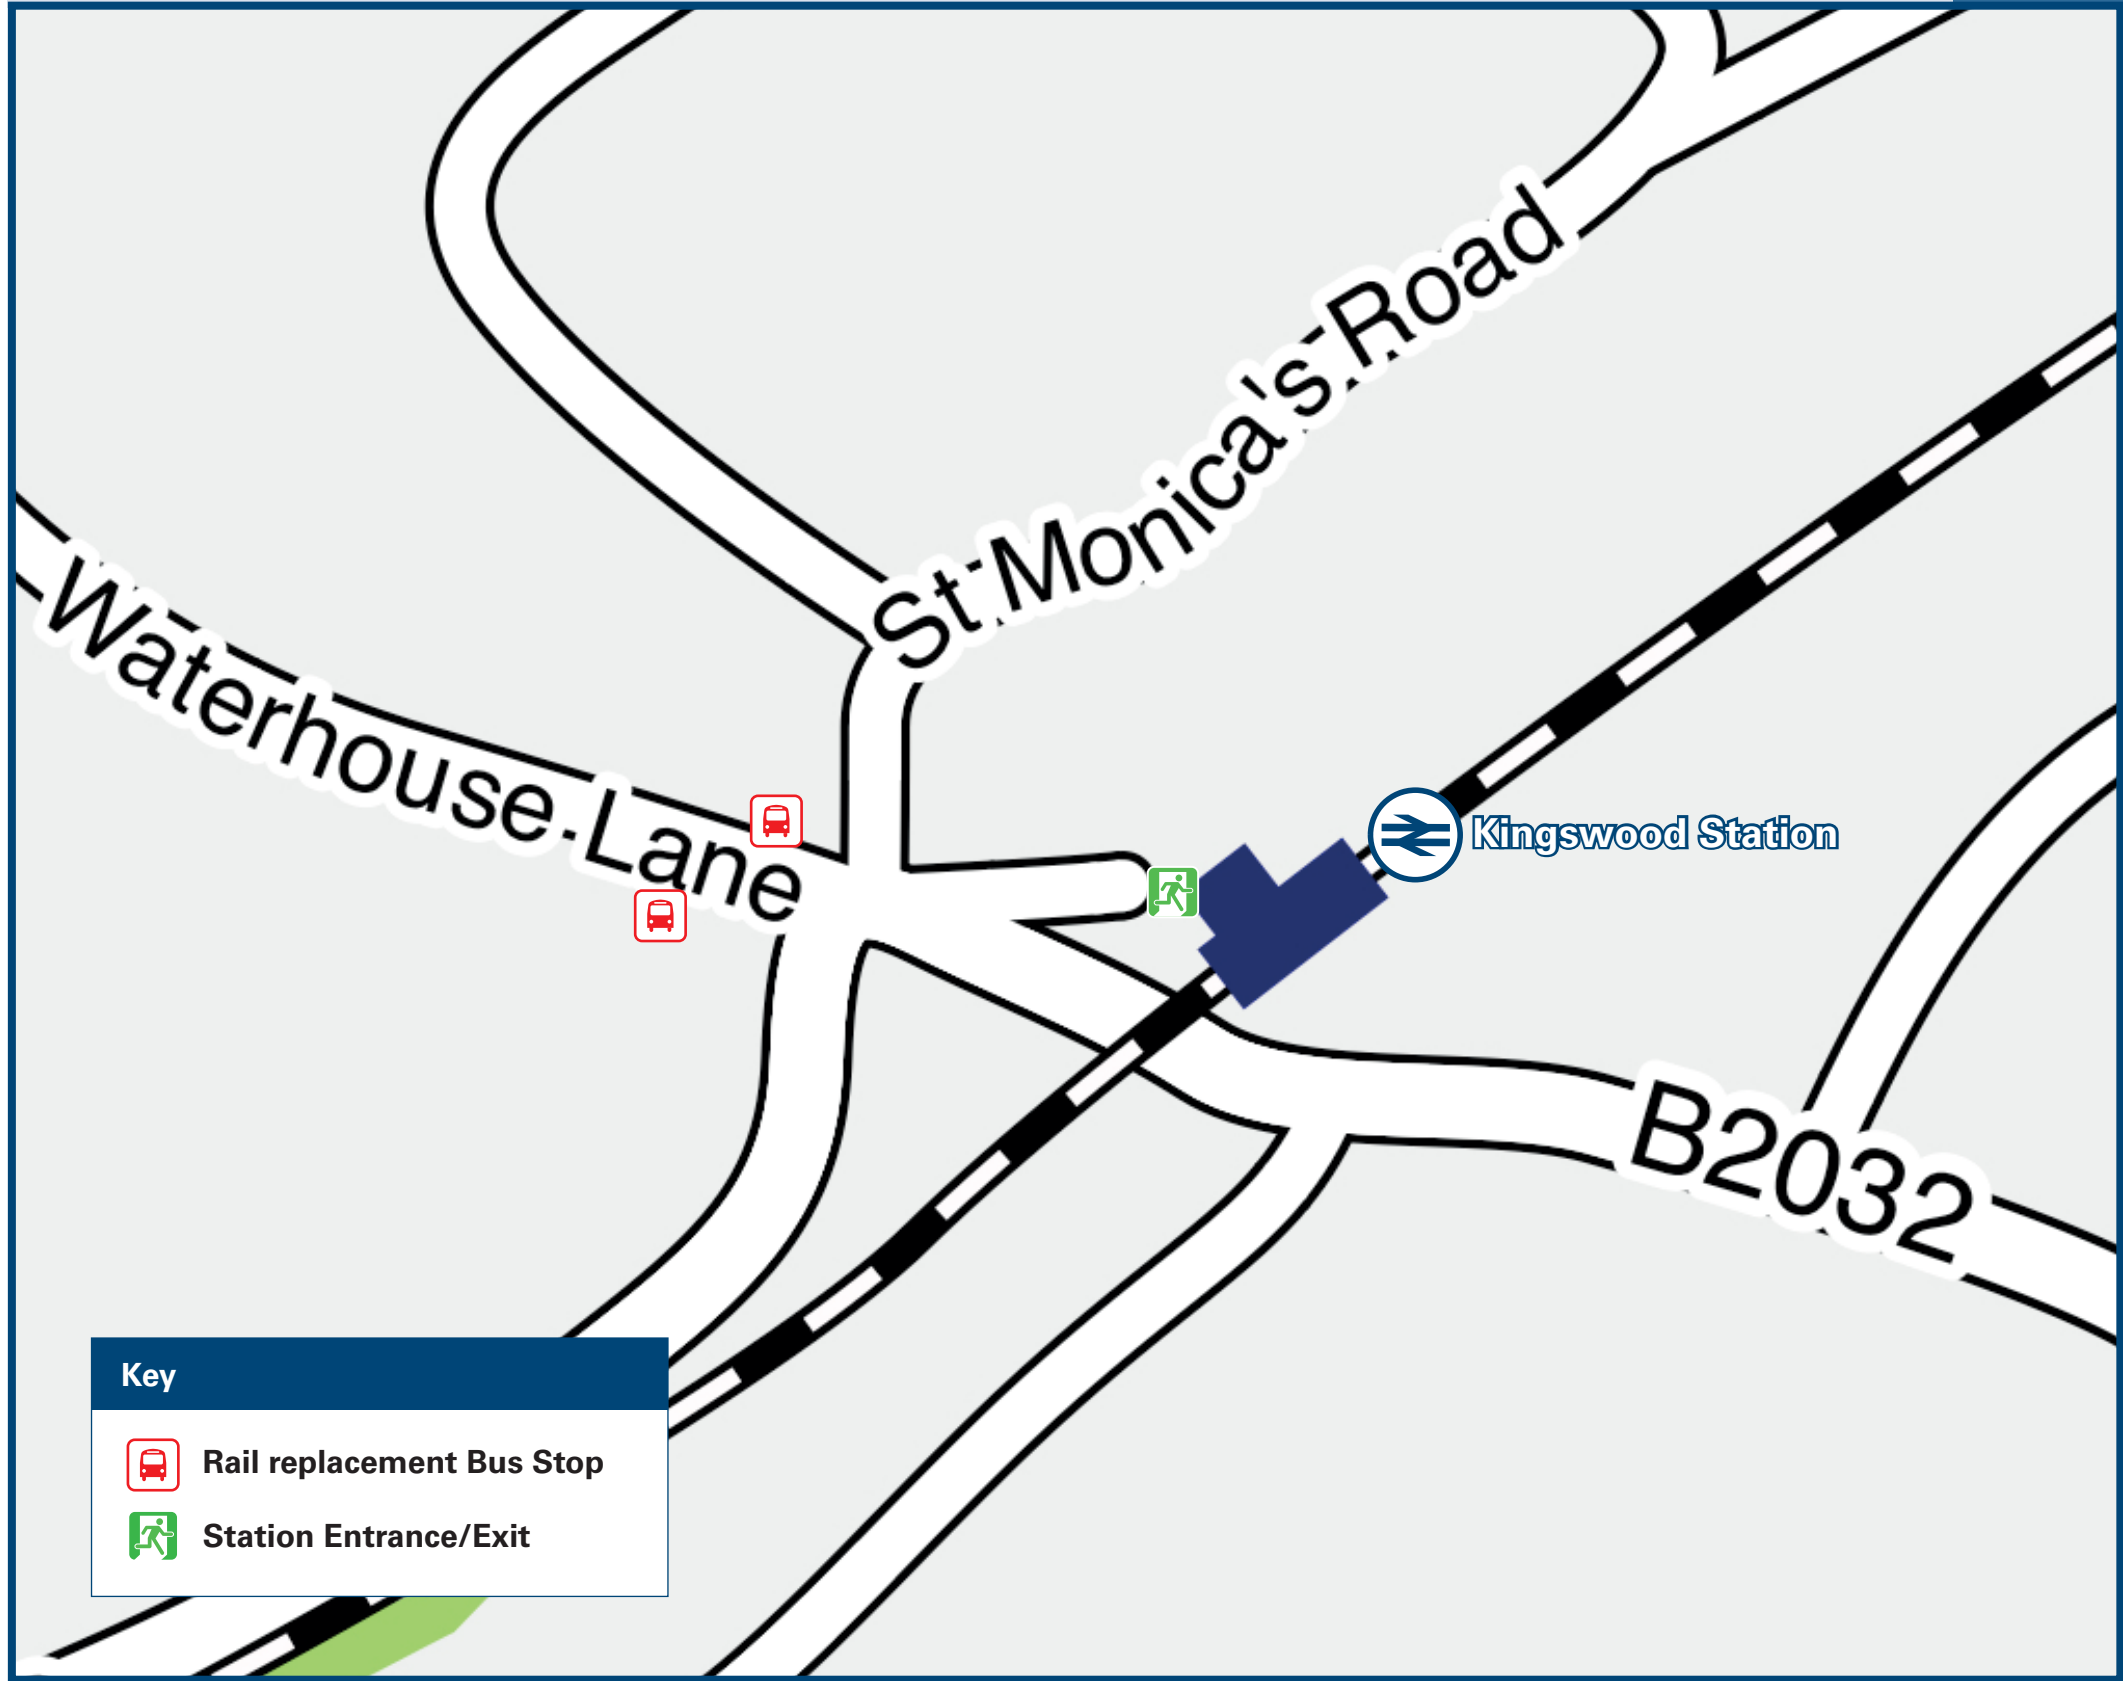 St Monica's Road
Waterhouse Lane
Kingswood Station
B2032
Key
Rail replacement Bus Stop
Station Entrance/Exit